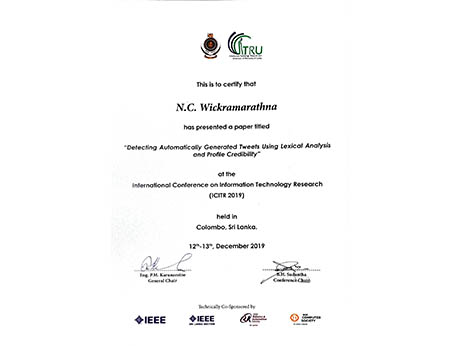 ITRU
This is to certify that
N.C. Wickramarathna
has presented a paper titled
"Detecting Automatically Generated Tweets Using Lexical Analysis
and Profile Credibility"
at the
International Conference on Information Technology Research
(ICITR 2019)
held in
Colombo, Sri Lanka.
12th-13th, December 2019
Eng. P.H. Karunaratne
General Chair
Conference Chair
Technically Co-Sponsored by
IEEE
IEEE
SRI LANKA SECTION
IEEE
COMPUTER
SOCIETY